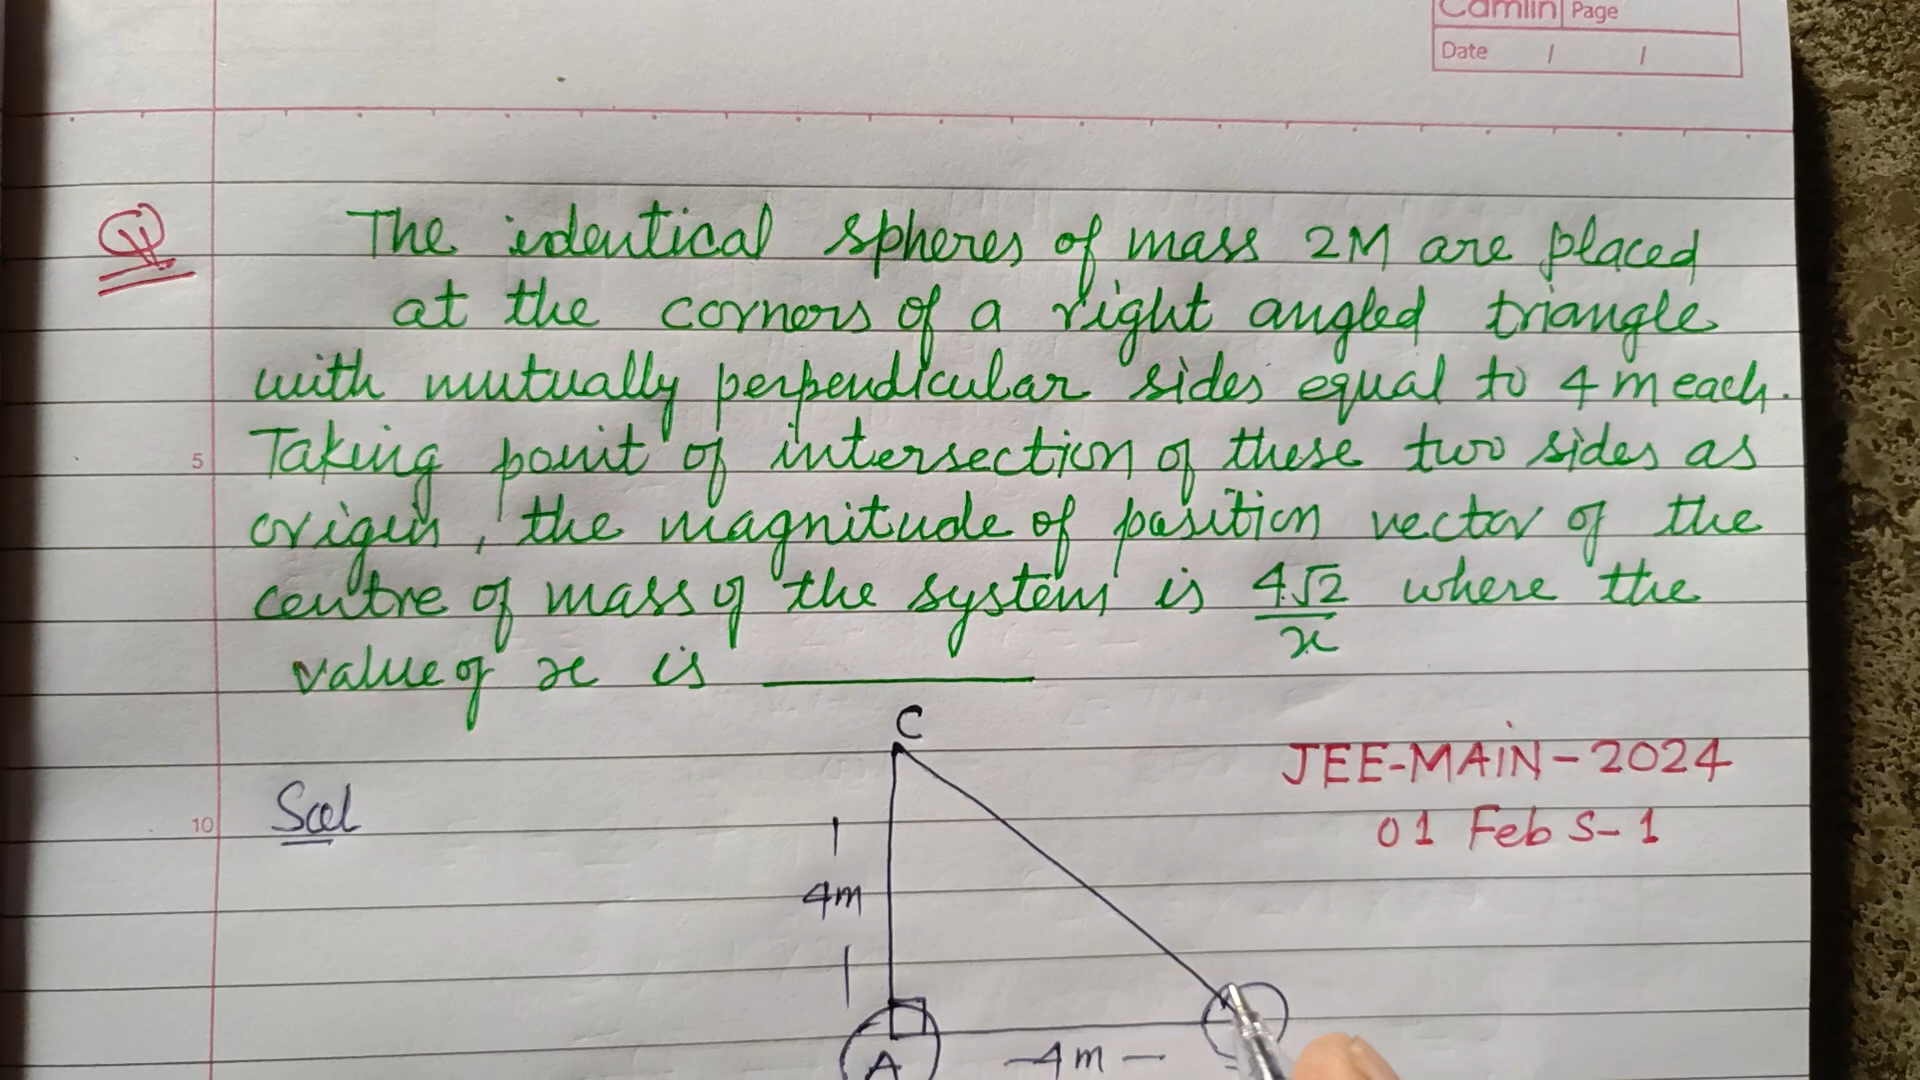 Camlin Page
Date / /
Q The identical spheres of mass 2M are placed
at the corners of a right angled triangle
with mutually perpendicular sides equal to 4 m each.
5 Taking point of intersection of these two sides as
origin, the magnitude of position vector of the
centre of mass of the system is 4√2/x where the
value of x is ______
C
JEE-MAIN-2024
10 Sol
01 Feb S-1
4m
A
-4m-